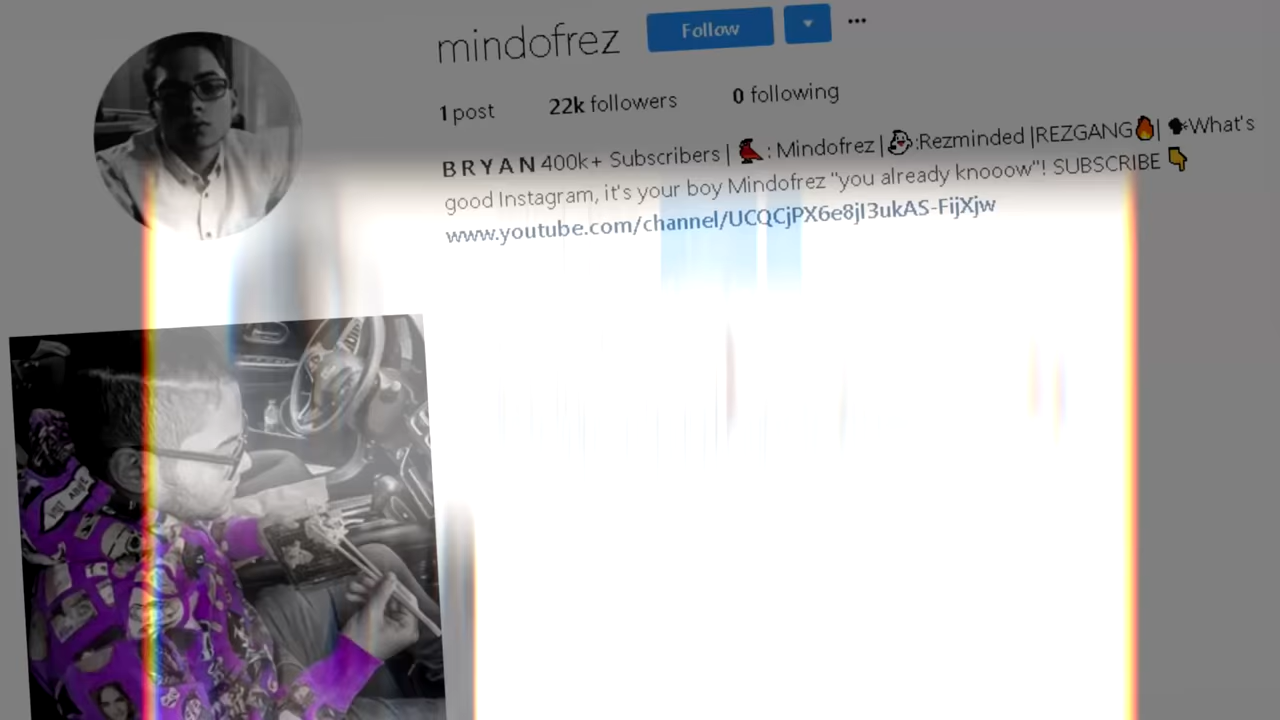 mindofrez Follow
1 post 22k followers 0 following
BRYAN 400k+ Subscribers | 🐦: Mindofrez | 👻:Rezminded |REZGANG🔥| 🗣What's
good Instagram, it's your boy Mindofrez "you already knooow"! SUBSCRIBE 👇
www.youtube.com/channel/UCQCjPX6e8jI3ukAS-FijXjw